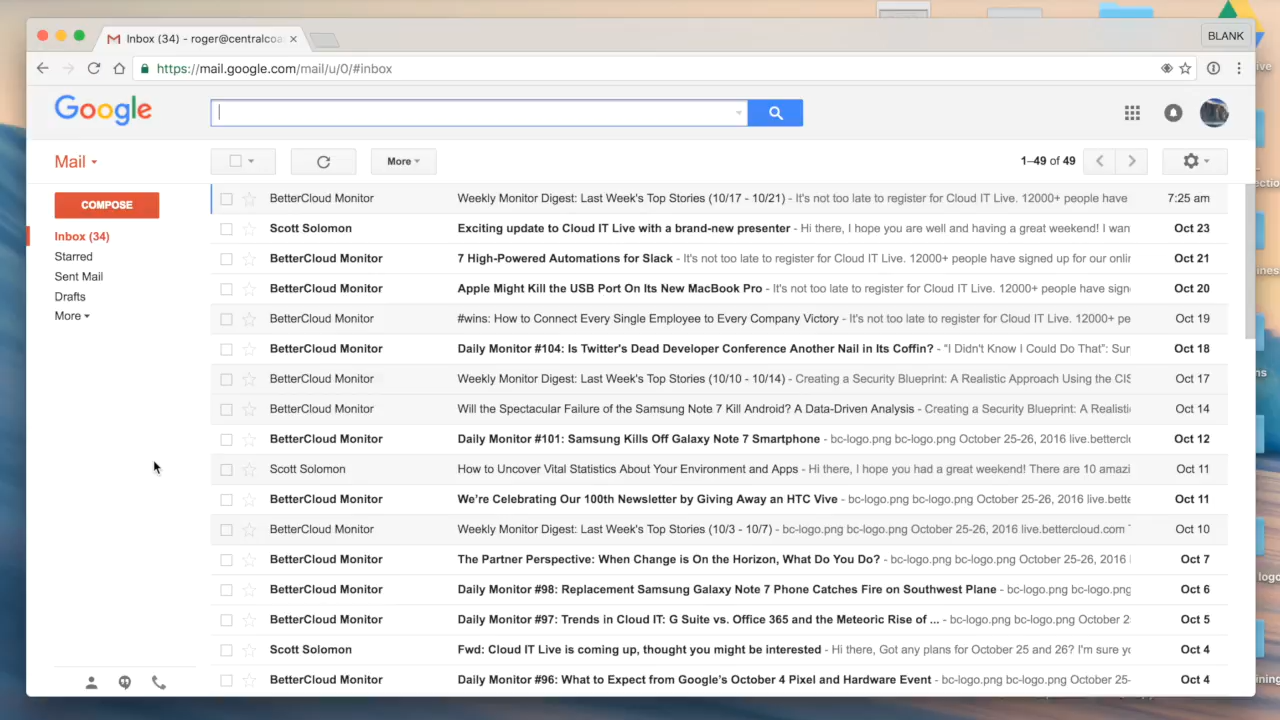 Inbox (34) - roger@centralcoa
BLANK
https://mail.google.com/mail/u/0/#inbox
Google
Mail
More
1–49 of 49
COMPOSE
Inbox (34)
Starred
Sent Mail
Drafts
More
BetterCloud Monitor Weekly Monitor Digest: Last Week's Top Stories (10/17 - 10/21) - It's not too late to register for Cloud IT Live. 12000+ people have 7:25 am
Scott Solomon Exciting update to Cloud IT Live with a brand-new presenter - Hi there, I hope you are well and having a great weekend! I wan Oct 23
BetterCloud Monitor 7 High-Powered Automations for Slack - It's not too late to register for Cloud IT Live. 12000+ people have signed up for our onlin Oct 21
BetterCloud Monitor Apple Might Kill the USB Port On Its New MacBook Pro - It's not too late to register for Cloud IT Live. 12000+ people have sign Oct 20
BetterCloud Monitor #wins: How to Connect Every Single Employee to Every Company Victory - It's not too late to register for Cloud IT Live. 12000+ pe Oct 19
BetterCloud Monitor Daily Monitor #104: Is Twitter's Dead Developer Conference Another Nail in Its Coffin? - "I Didn't Know I Could Do That": Sur Oct 18
BetterCloud Monitor Weekly Monitor Digest: Last Week's Top Stories (10/10 - 10/14) - Creating a Security Blueprint: A Realistic Approach Using the CIS Oct 17
BetterCloud Monitor Will the Spectacular Failure of the Samsung Note 7 Kill Android? A Data-Driven Analysis - Creating a Security Blueprint: A Realisti Oct 14
BetterCloud Monitor Daily Monitor #101: Samsung Kills Off Galaxy Note 7 Smartphone - bc-logo.png bc-logo.png October 25-26, 2016 live.bettercl Oct 12
Scott Solomon How to Uncover Vital Statistics About Your Environment and Apps - Hi there, I hope you had a great weekend! There are 10 amazi Oct 11
BetterCloud Monitor We're Celebrating Our 100th Newsletter by Giving Away an HTC Vive - bc-logo.png bc-logo.png October 25-26, 2016 live.bette Oct 11
BetterCloud Monitor Weekly Monitor Digest: Last Week's Top Stories (10/3 - 10/7) - bc-logo.png bc-logo.png October 25-26, 2016 live.bettercloud.com Oct 10
BetterCloud Monitor The Partner Perspective: When Change is On the Horizon, What Do You Do? - bc-logo.png bc-logo.png October 25-26, 2016 Oct 7
BetterCloud Monitor Daily Monitor #98: Replacement Samsung Galaxy Note 7 Phone Catches Fire on Southwest Plane - bc-logo.png bc-logo.png Oct 6
BetterCloud Monitor Daily Monitor #97: Trends in Cloud IT: G Suite vs. Office 365 and the Meteoric Rise of ... - bc-logo.png bc-logo.png October 2 Oct 5
Scott Solomon Fwd: Cloud IT Live is coming up, thought you might be interested - Hi there, Got any plans for October 25 and 26? I'm sure yo Oct 4
BetterCloud Monitor Daily Monitor #96: What to Expect from Google's October 4 Pixel and Hardware Event - bc-logo.png bc-logo.png October 25- Oct 4